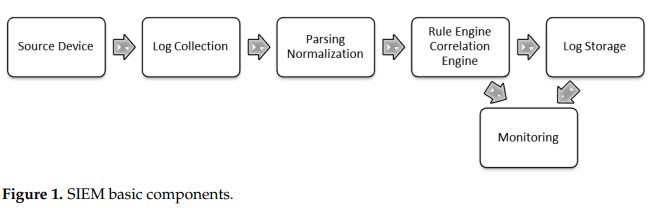 Source Device
Log Collection
Parsing
Normalization
Rule Engine
Correlation
Engine
Log Storage
Monitoring
Figure 1. SIEM basic components.